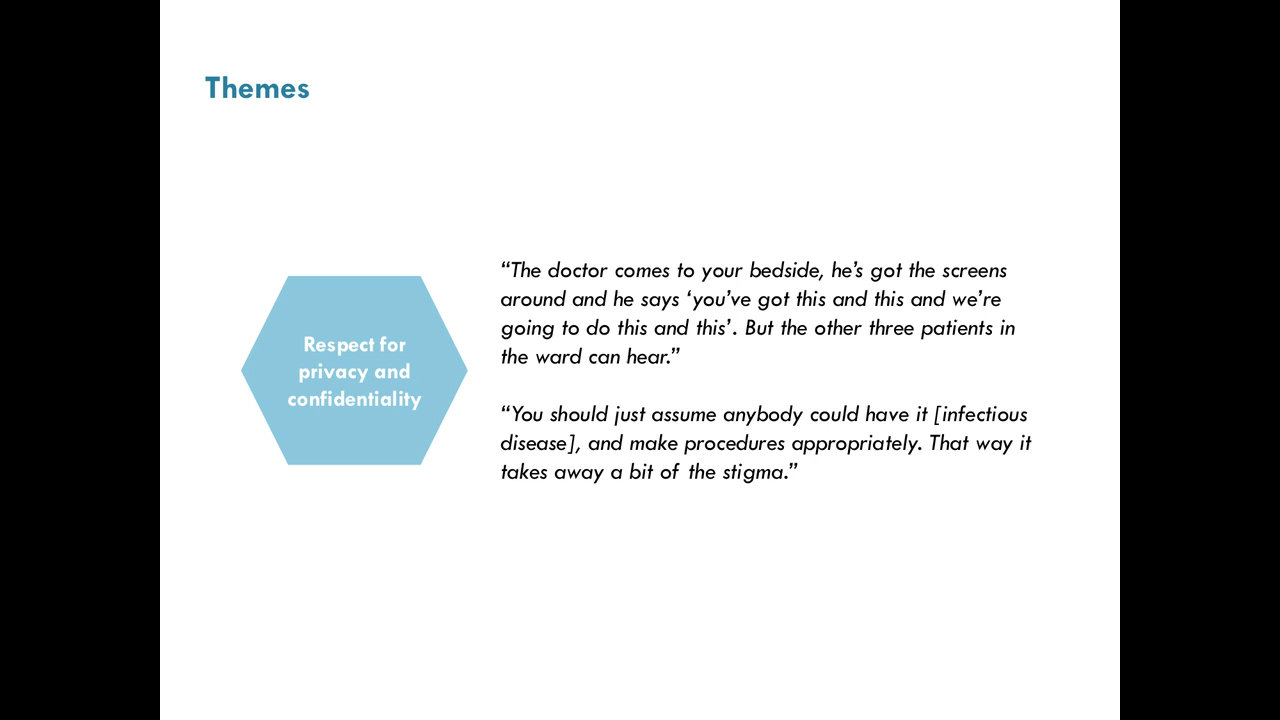 Themes
Respect for
privacy and
confidentiality
“The doctor comes to your bedside, he’s got the screens
around and he says ‘you’ve got this and this and we’re
going to do this and this’. But the other three patients in
the ward can hear.”
“You should just assume anybody could have it [infectious
disease], and make procedures appropriately. That way it
takes away a bit of the stigma.”